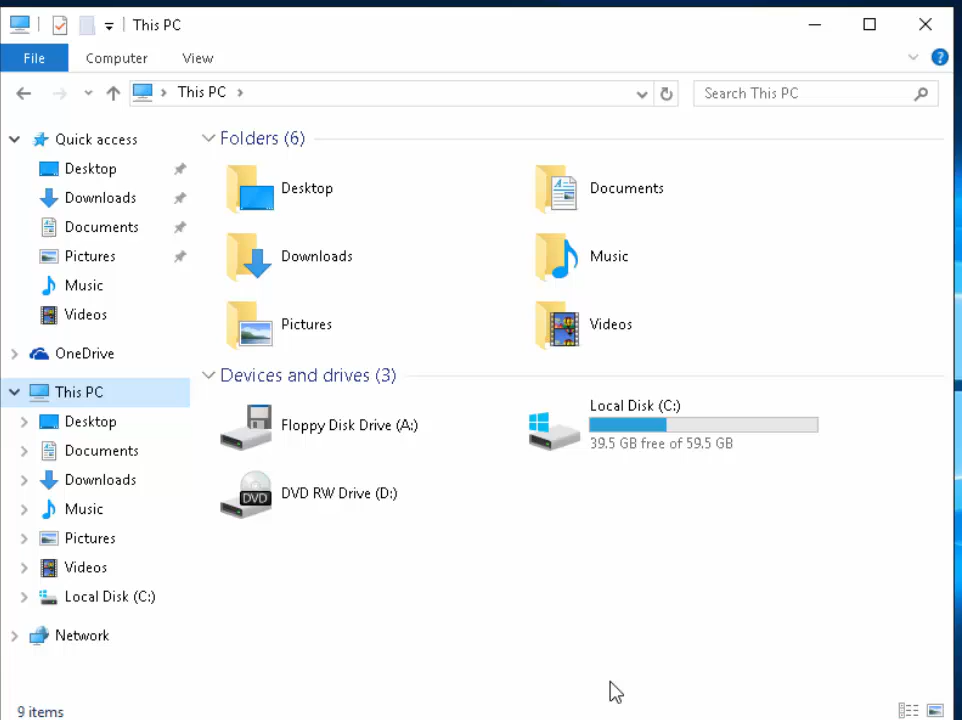 This PC
File Computer View
This PC
Search This PC
Quick access
Desktop
Downloads
Documents
Pictures
Music
Videos
OneDrive
This PC
Desktop
Documents
Downloads
Music
Pictures
Videos
Local Disk (C:)
Network
Folders (6)
Desktop
Documents
Downloads
Music
Pictures
Videos
Devices and drives (3)
Floppy Disk Drive (A:)
Local Disk (C:)
39.5 GB free of 59.5 GB
DVD
DVD RW Drive (D:)
9 items